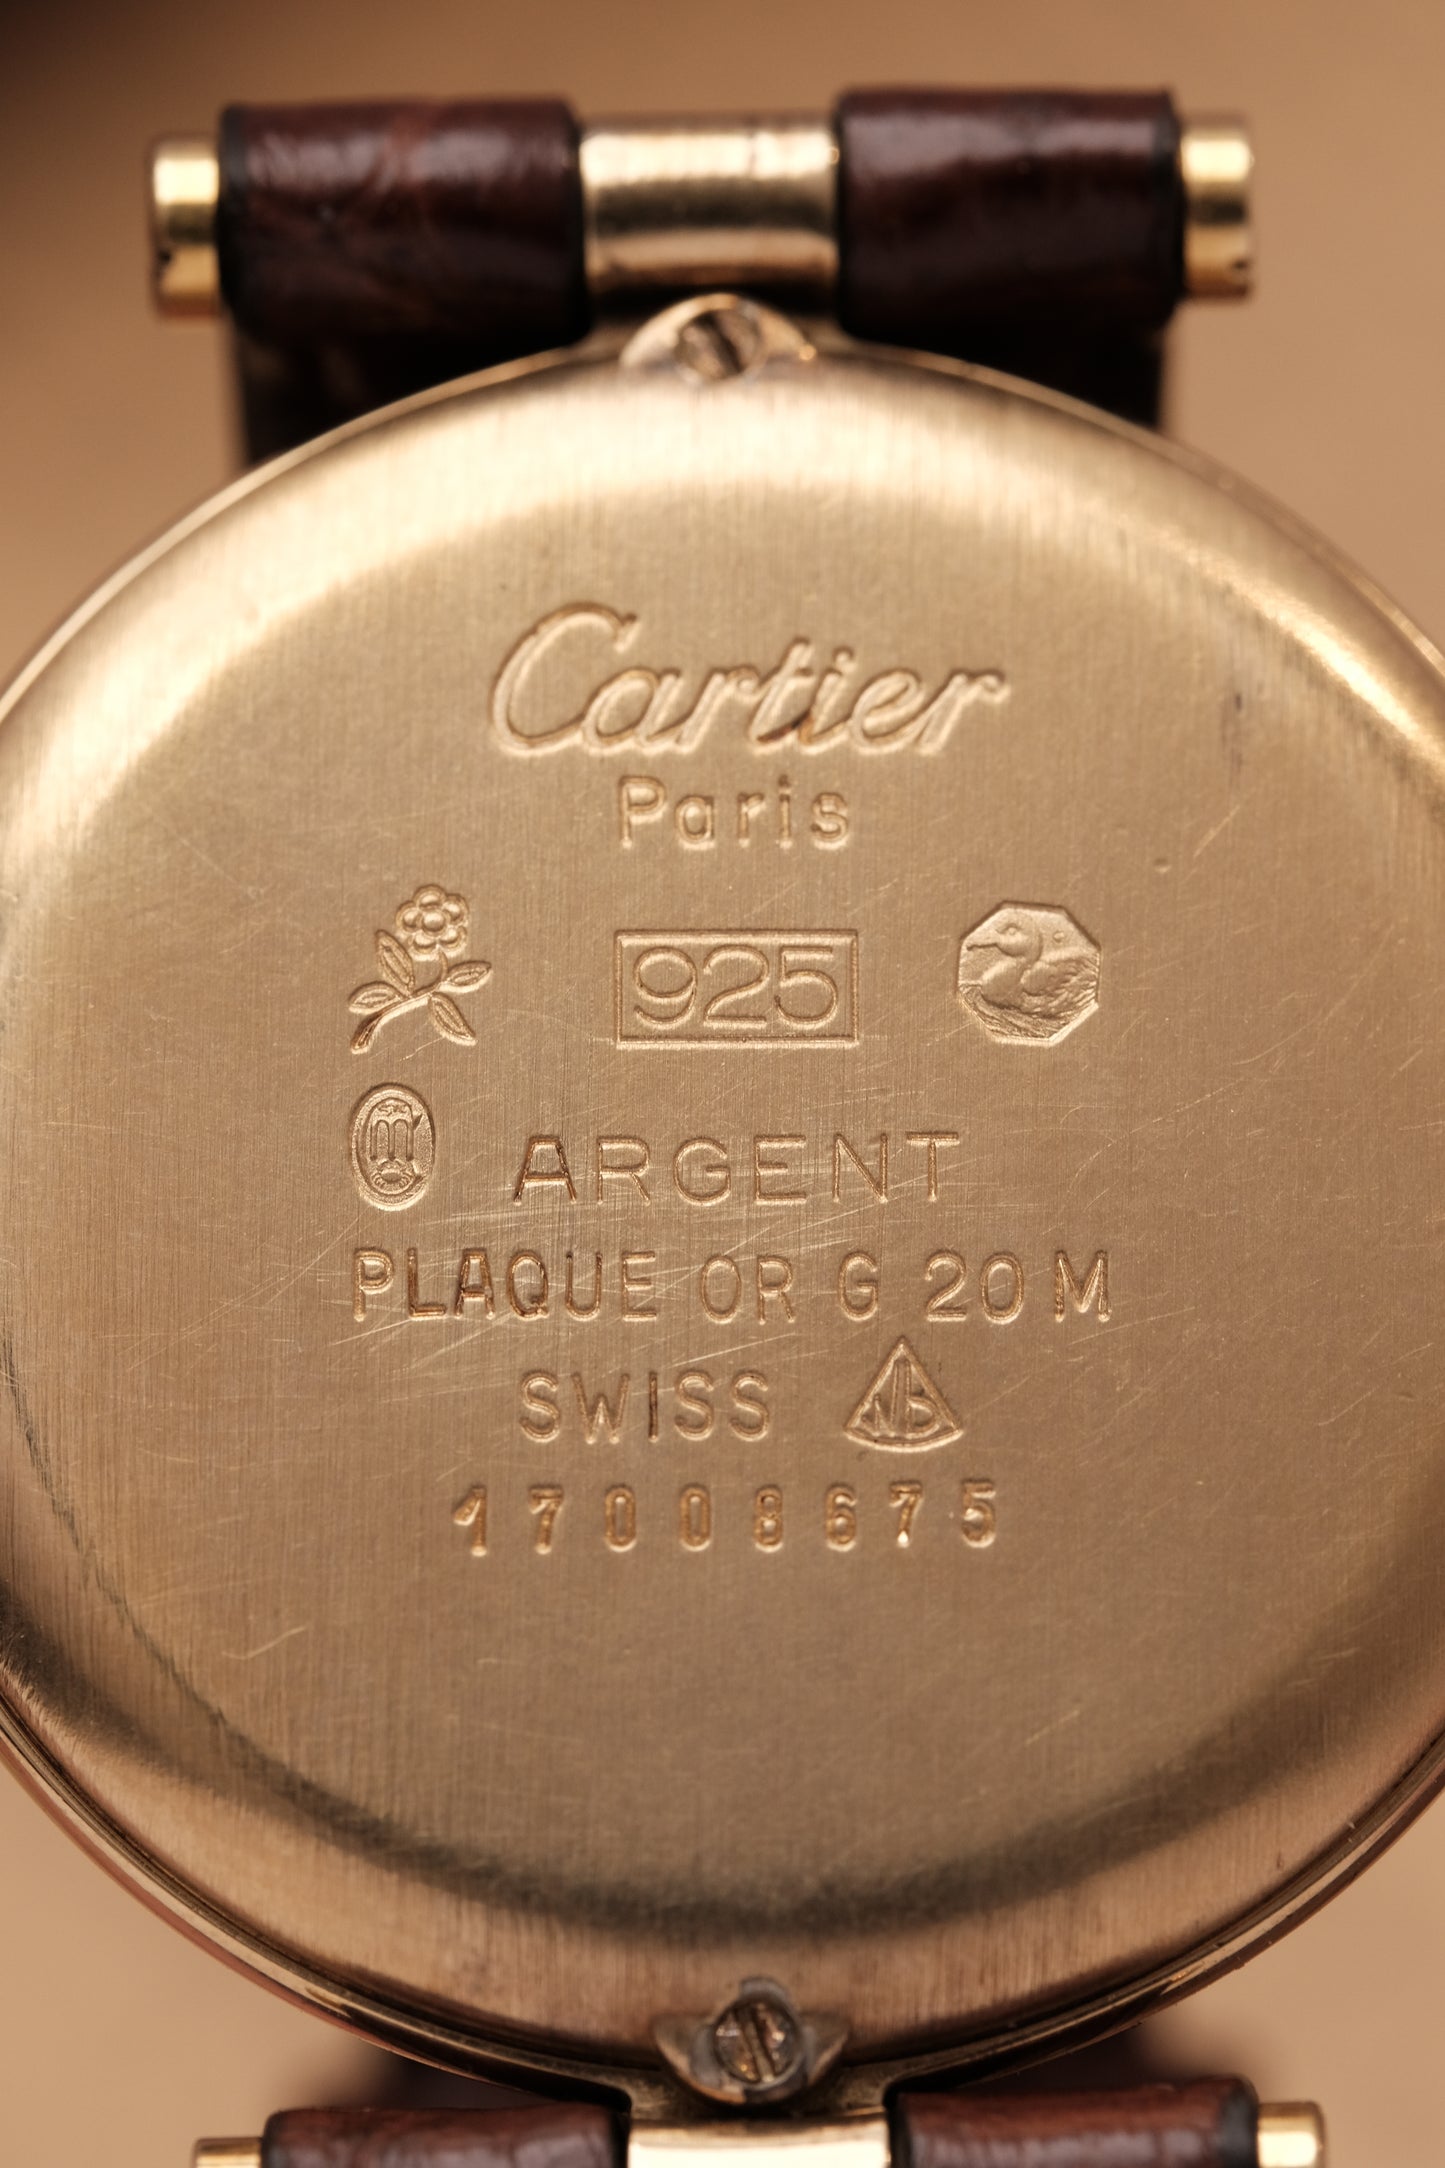 Cartier
Paris
925
ARGENT
PLAQUE OR G 20 M
SWISS
17008675